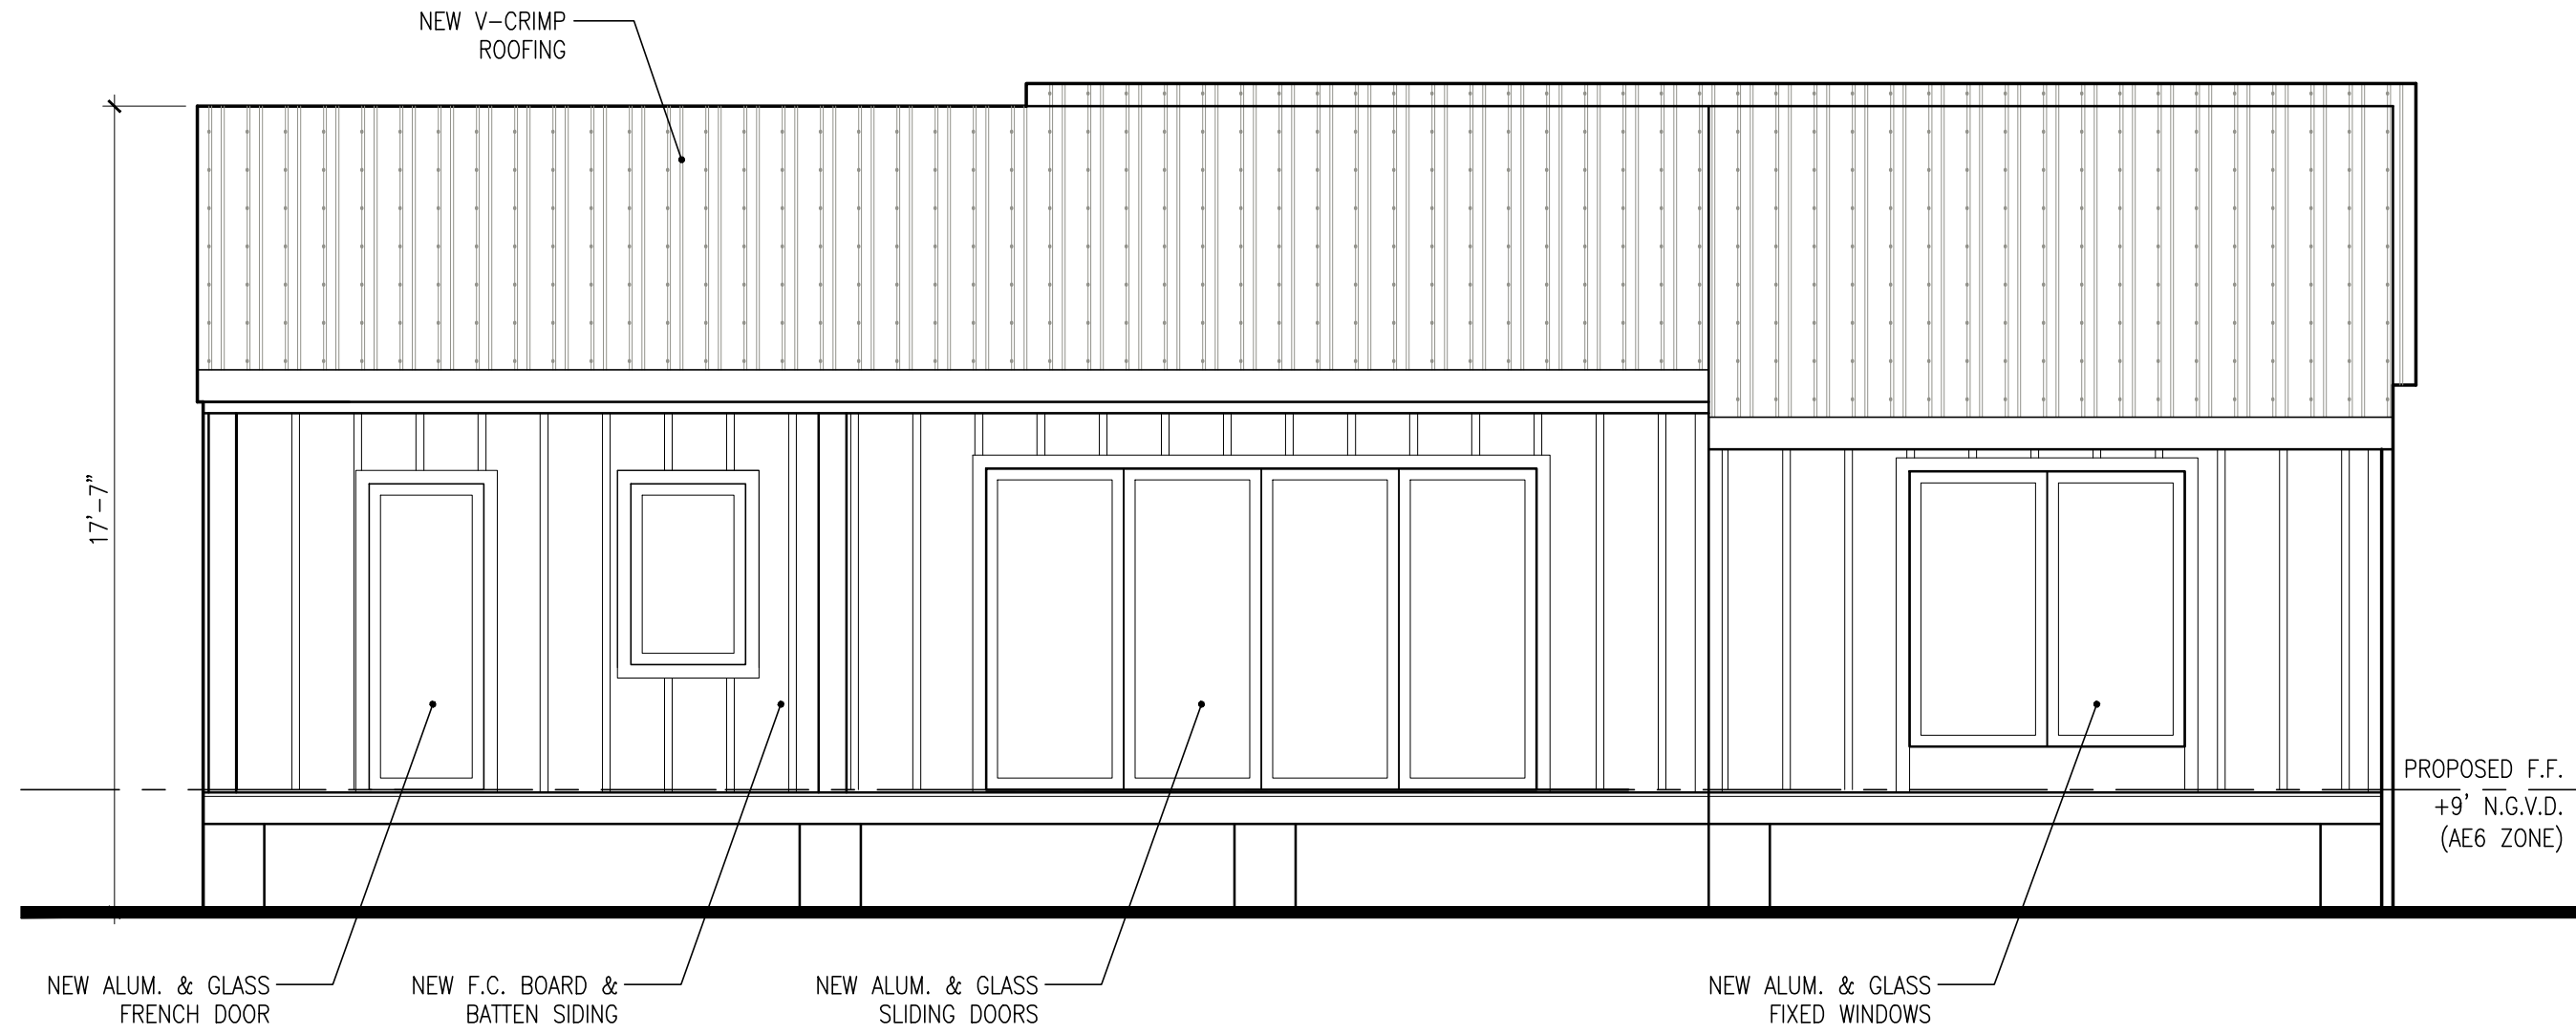 NEW V-CRIMP
ROOFING
17'-7"
PROPOSED F.F.
+9' N.G.V.D.
(AE6 ZONE)
NEW ALUM. & GLASS
FRENCH DOOR
NEW F.C. BOARD &
BATTEN SIDING
NEW ALUM. & GLASS
SLIDING DOORS
NEW ALUM. & GLASS
FIXED WINDOWS